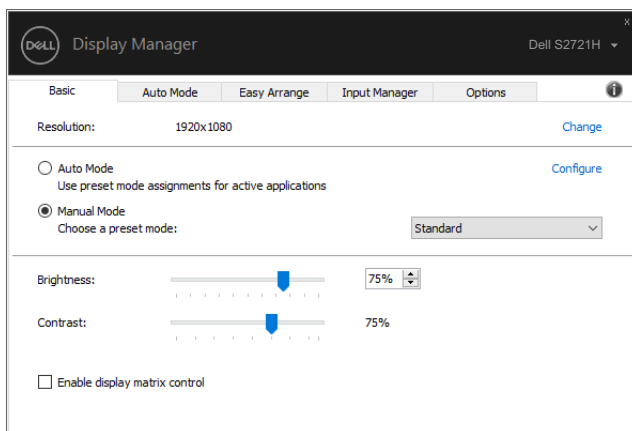 x
DELL Display Manager Dell S2721H
Basic Auto Mode Easy Arrange Input Manager Options i
Resolution: 1920x1080 Change
Auto Mode Configure
Use preset mode assignments for active applications
Manual Mode
Choose a preset mode: Standard
Brightness: 75%
Contrast: 75%
Enable display matrix control